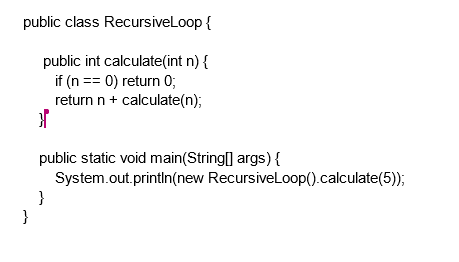 public class RecursiveLoop {
public int calculate(int n) {
if (n == 0) return 0;
return n + calculate(n);
}
public static void main(String[] args) {
System.out.println(new RecursiveLoop().calculate(5));
}
}